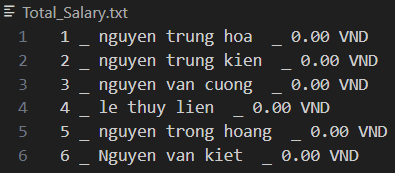 Total_Salary.txt
1 1 _ nguyen trung hoa _ 0.00 VND
2 2 _ nguyen trung kien _ 0.00 VND
3 3 _ nguyen van cuong _ 0.00 VND
4 4 _ le thuy lien _ 0.00 VND
5 5 _ nguyen trong hoang _ 0.00 VND
6 6 _ Nguyen van kiet _ 0.00 VND